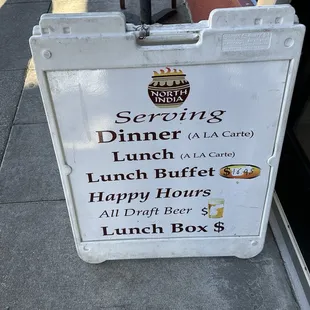 NORTH
INDIA
Serving
Dinner (A LA Carte)
Lunch (A LA Carte)
Lunch Buffet
Happy Hours
All Draft Beer $
Lunch Box $